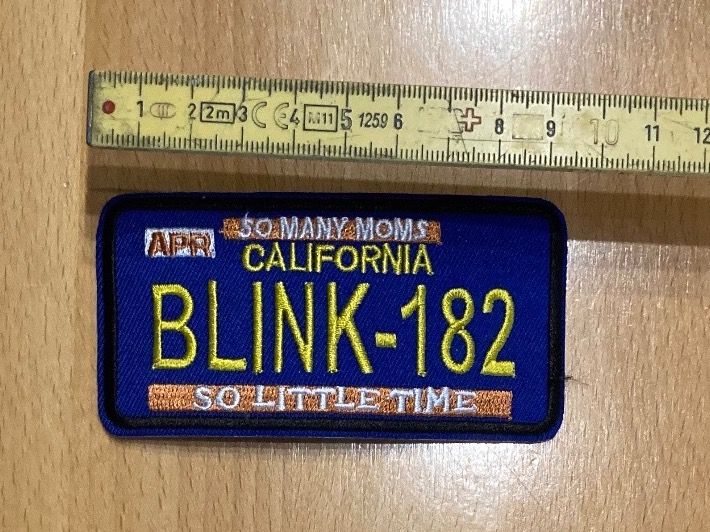 1 2 2m 3 CE 4 M11 5 1259 6 8 9 10 11 12
SO MANY MOMS
APR
CALIFORNIA
BLINK-182
SO LITTLE TIME